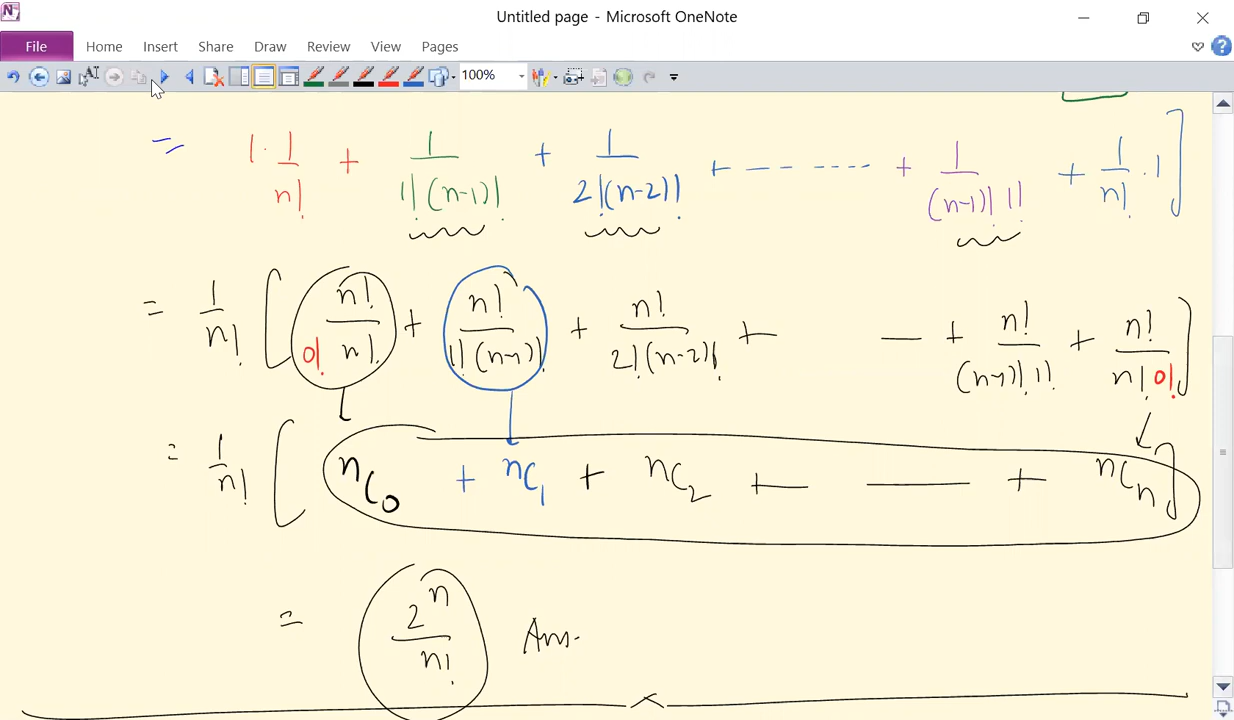 Untitled page - Microsoft OneNote
File Home Insert Share Draw Review View Pages
100%
= 1 · 1/n! + 1/1!(n-1)! + 1/2!(n-2)! + - - - - - - - + 1/(n-1)! 1! + 1/n! · 1 ]
= 1/n! [ n!/0! n! + n!/1!(n-1)! + n!/2!(n-2)! + — — + n!/(n-1)! 1! + n!/n! 0! ]
= 1/n! [ nC0 + nC1 + nC2 + — — + nCn ]
= 2^n/n! Ans.